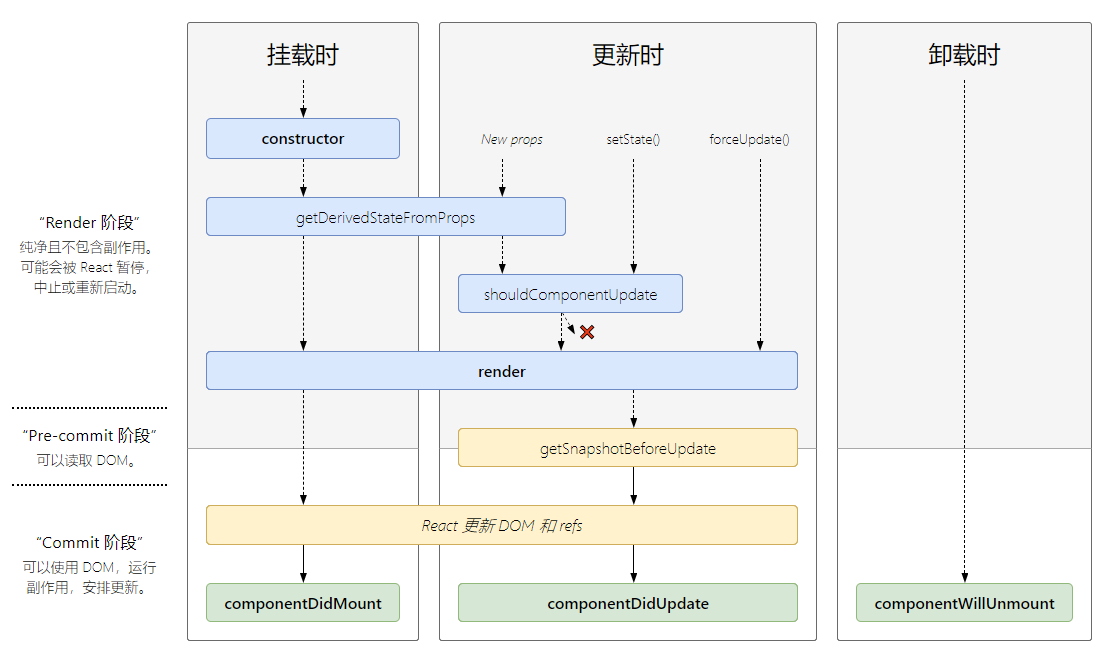 挂载时
更新时
卸载时
constructor
New props
setState()
forceUpdate()
“Render 阶段”
纯净且不包含副作用。
可能会被 React 暂停，
中止或重新启动。
getDerivedStateFromProps
shouldComponentUpdate
render
“Pre-commit 阶段”
可以读取 DOM。
getSnapshotBeforeUpdate
“Commit 阶段”
可以使用 DOM，运行
副作用，安排更新。
React 更新 DOM 和 refs
componentDidMount
componentDidUpdate
componentWillUnmount